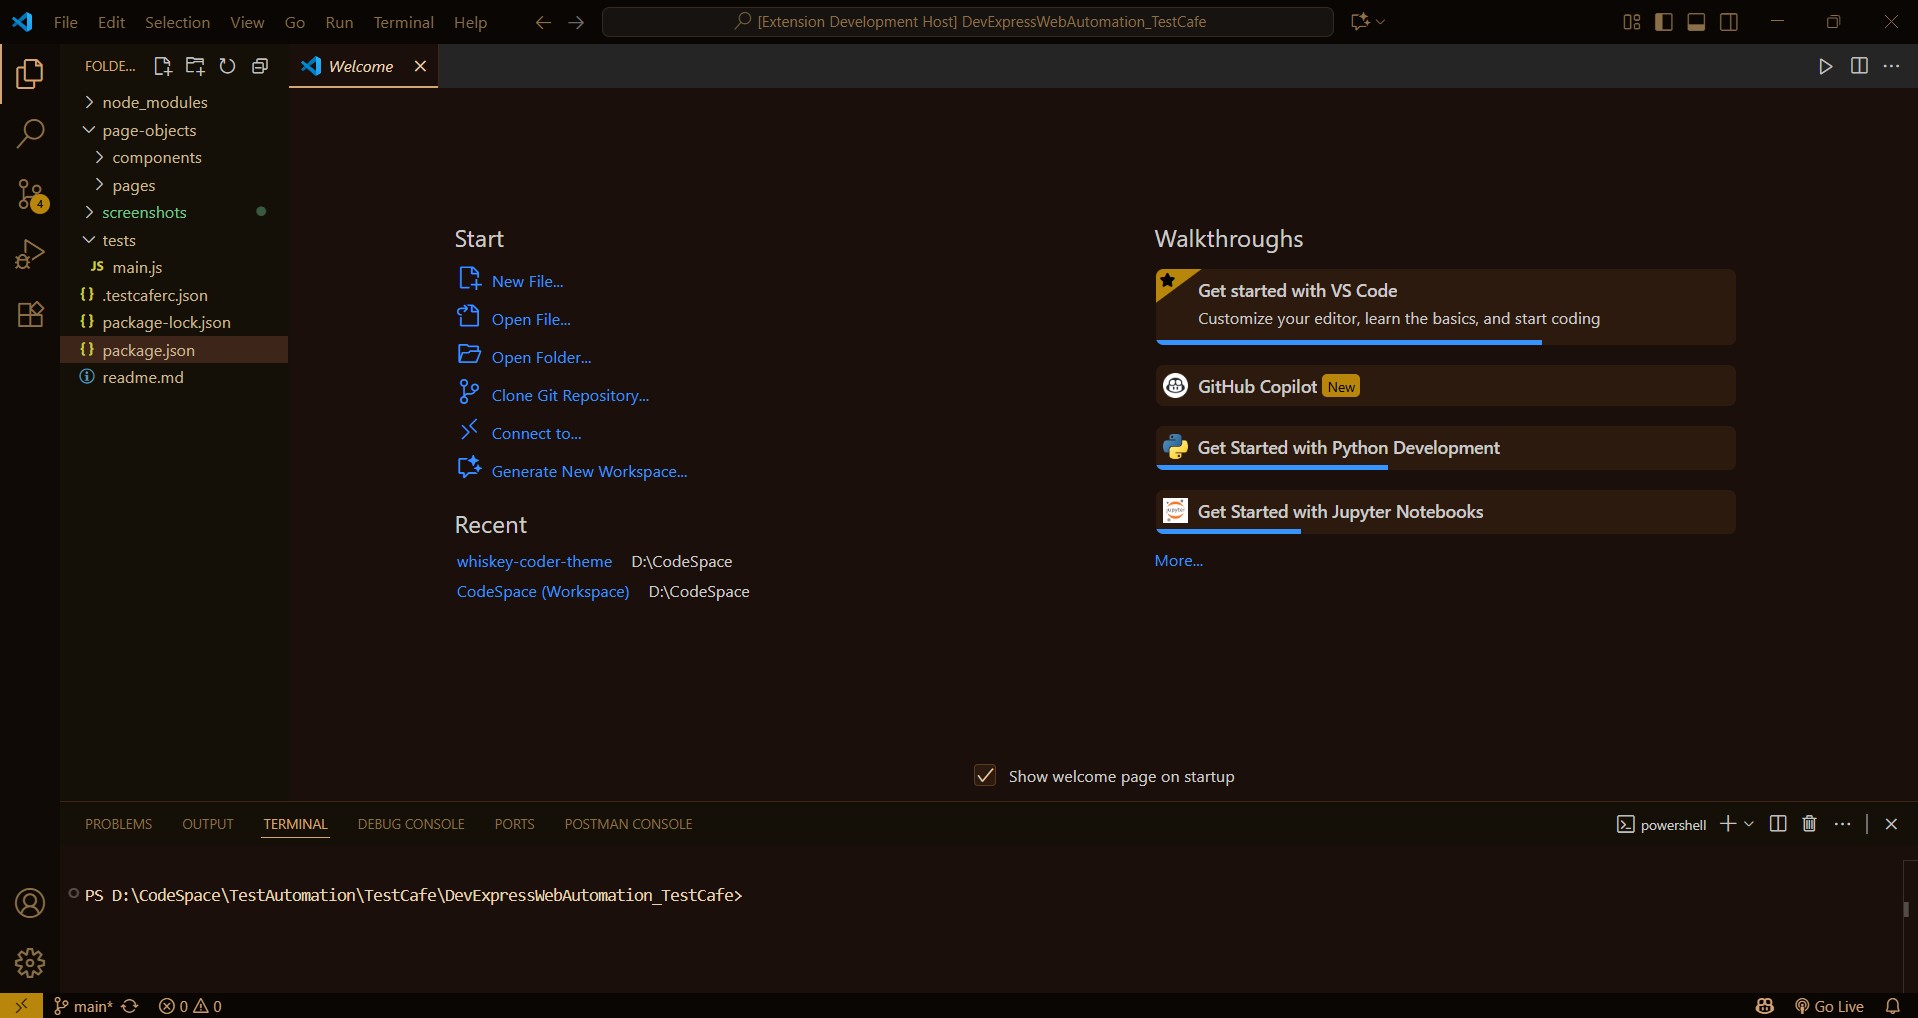 File Edit Selection View Go Run Terminal Help
[Extension Development Host] DevExpressWebAutomation_TestCafe
FOLDE...
node_modules
page-objects
components
pages
screenshots
tests
JS main.js
{} .testcaferc.json
{} package-lock.json
{} package.json
readme.md
4
Welcome
Start
New File...
Open File...
Open Folder...
Clone Git Repository...
Connect to...
Generate New Workspace...
Recent
whiskey-coder-theme D:\CodeSpace
CodeSpace (Workspace) D:\CodeSpace
Walkthroughs
Get started with VS Code
Customize your editor, learn the basics, and start coding
GitHub Copilot New
Get Started with Python Development
jupyter Get Started with Jupyter Notebooks
More...
Show welcome page on startup
PROBLEMS OUTPUT TERMINAL DEBUG CONSOLE PORTS POSTMAN CONSOLE
powershell
PS D:\CodeSpace\TestAutomation\TestCafe\DevExpressWebAutomation_TestCafe>
main* 0 0
Go Live